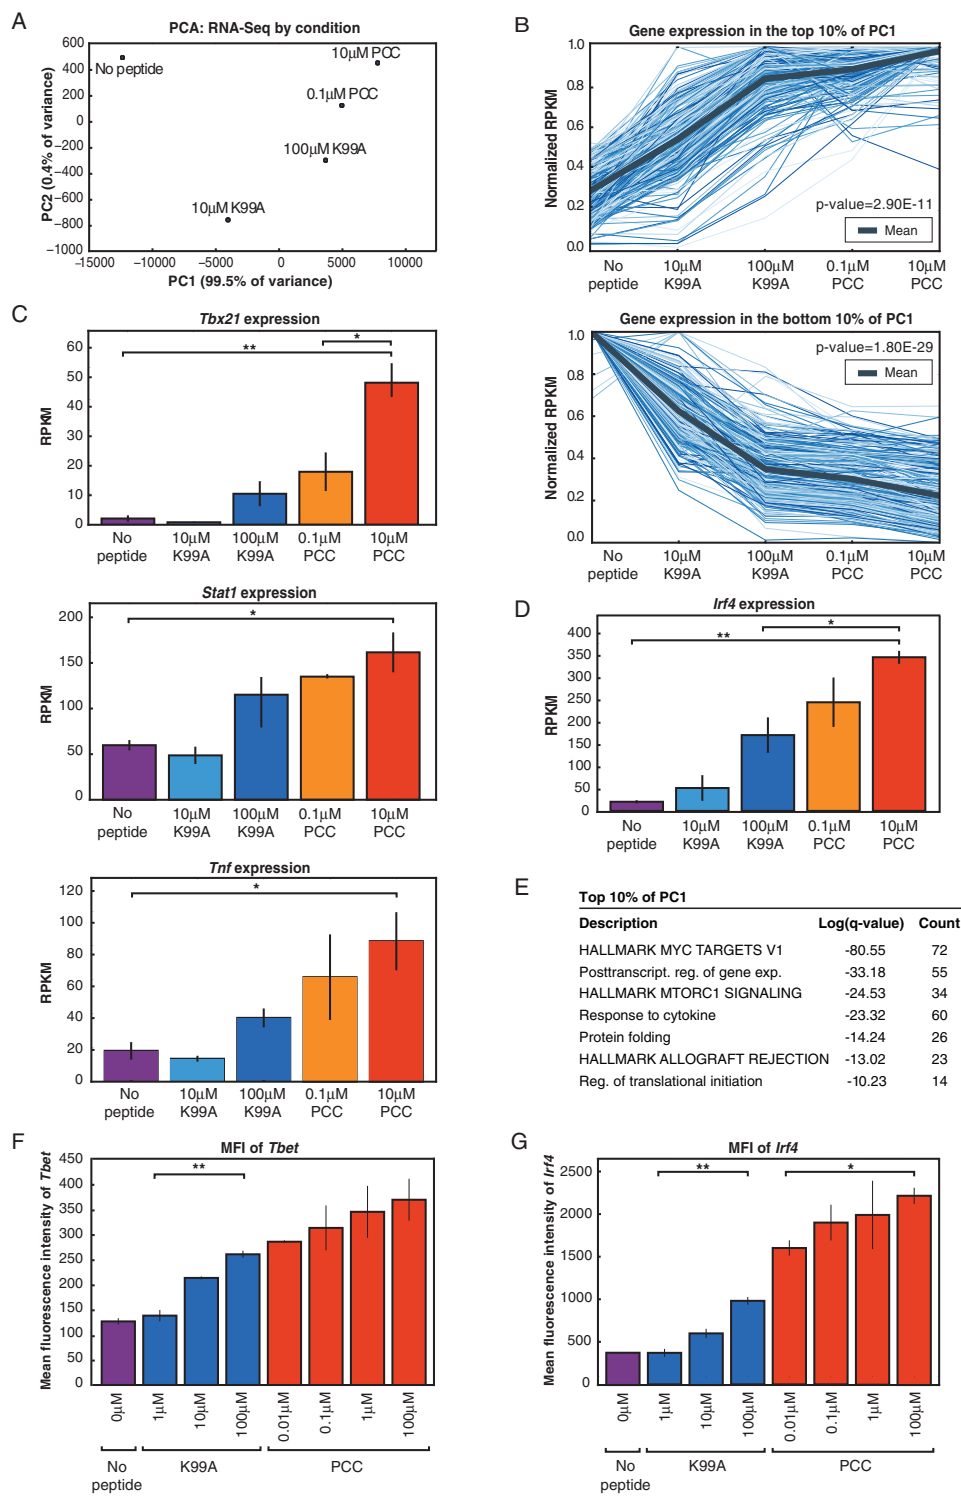 A
PCA: RNA-Seq by condition
PC2 (0.4% of variance)
600
400
200
0
−200
−400
−600
−800
−1000
No peptide
10µM PCC
0.1µM PCC
100µM K99A
10µM K99A
−15000 −10000 −5000 0 5000 10000
PC1 (99.5% of variance)
B
Gene expression in the top 10% of PC1
Normalized RPKM
1.0
0.8
0.6
0.4
0.2
0.0
p-value=2.90E-11
Mean
No peptide
10µM K99A
100µM K99A
0.1µM PCC
10µM PCC
Gene expression in the bottom 10% of PC1
Normalized RPKM
1.0
0.8
0.6
0.4
0.2
0.0
p-value=1.80E-29
Mean
No peptide
10µM K99A
100µM K99A
0.1µM PCC
10µM PCC
C
Tbx21 expression
RPKM
60
50
40
30
20
10
0
**
*
No peptide
10µM K99A
100µM K99A
0.1µM PCC
10µM PCC
Stat1 expression
RPKM
200
150
100
50
0
*
No peptide
10µM K99A
100µM K99A
0.1µM PCC
10µM PCC
Tnf expression
RPKM
120
100
80
60
40
20
0
*
No peptide
10µM K99A
100µM K99A
0.1µM PCC
10µM PCC
D
Irf4 expression
RPKM
400
350
300
250
200
150
100
50
0
**
*
No peptide
10µM K99A
100µM K99A
0.1µM PCC
10µM PCC
E
Top 10% of PC1
Description Log(q-value) Count
HALLMARK MYC TARGETS V1 -80.55 72
Posttranscript. reg. of gene exp. -33.18 55
HALLMARK MTORC1 SIGNALING -24.53 34
Response to cytokine -23.32 60
Protein folding -14.24 26
HALLMARK ALLOGRAFT REJECTION -13.02 23
Reg. of translational initiation -10.23 14
F
MFI of Tbet
Mean fluorescence intensity of Tbet
450
400
350
300
250
200
150
100
50
0
**
0µM 1µM 10µM 100µM 0.01µM 0.1µM 1µM 100µM
No peptide
K99A
PCC
G
MFI of Irf4
Mean fluorescence intensity of Irf4
2500
2000
1500
1000
500
0
**
*
0µM 1µM 10µM 100µM 0.01µM 0.1µM 1µM 100µM
No peptide
K99A
PCC